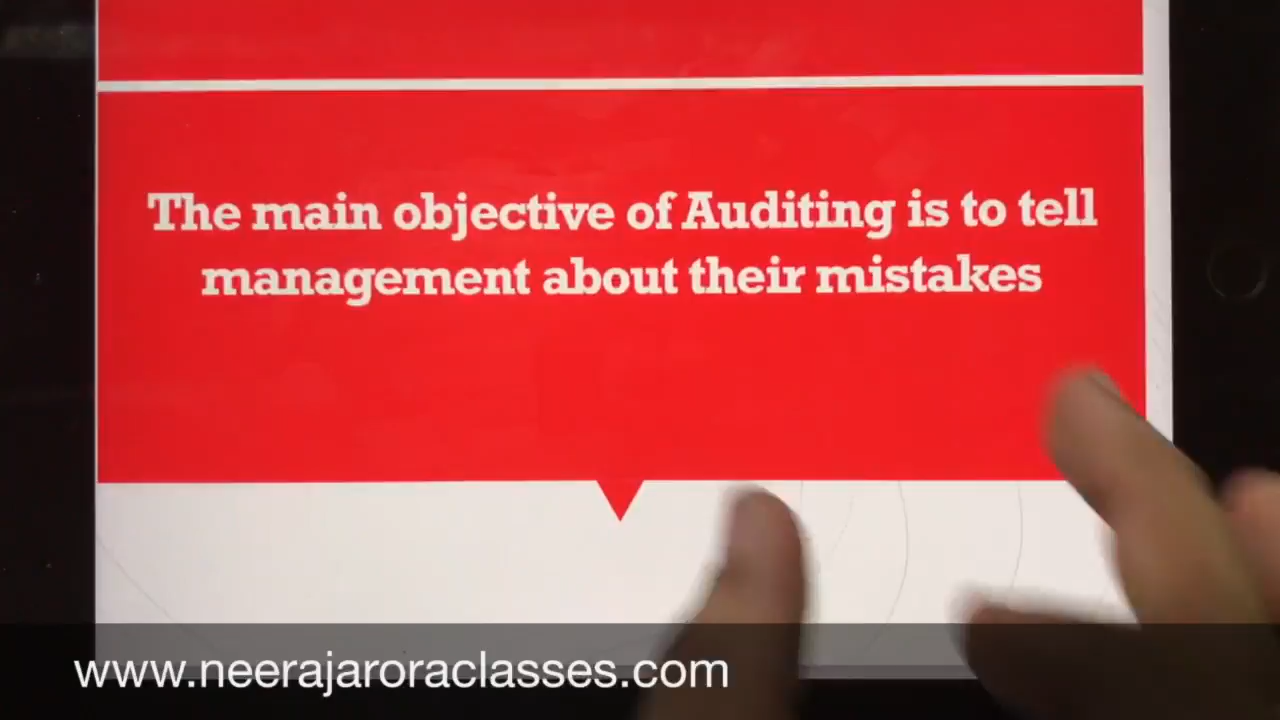 The main objective of Auditing is to tell
management about their mistakes
www.neerajaroraclasses.com